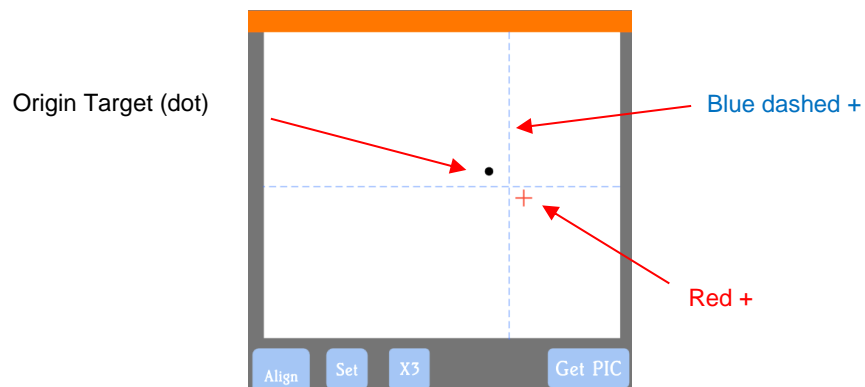 Origin Target (dot)
Blue dashed +
Red +
Align
Set
X3
Get PIC